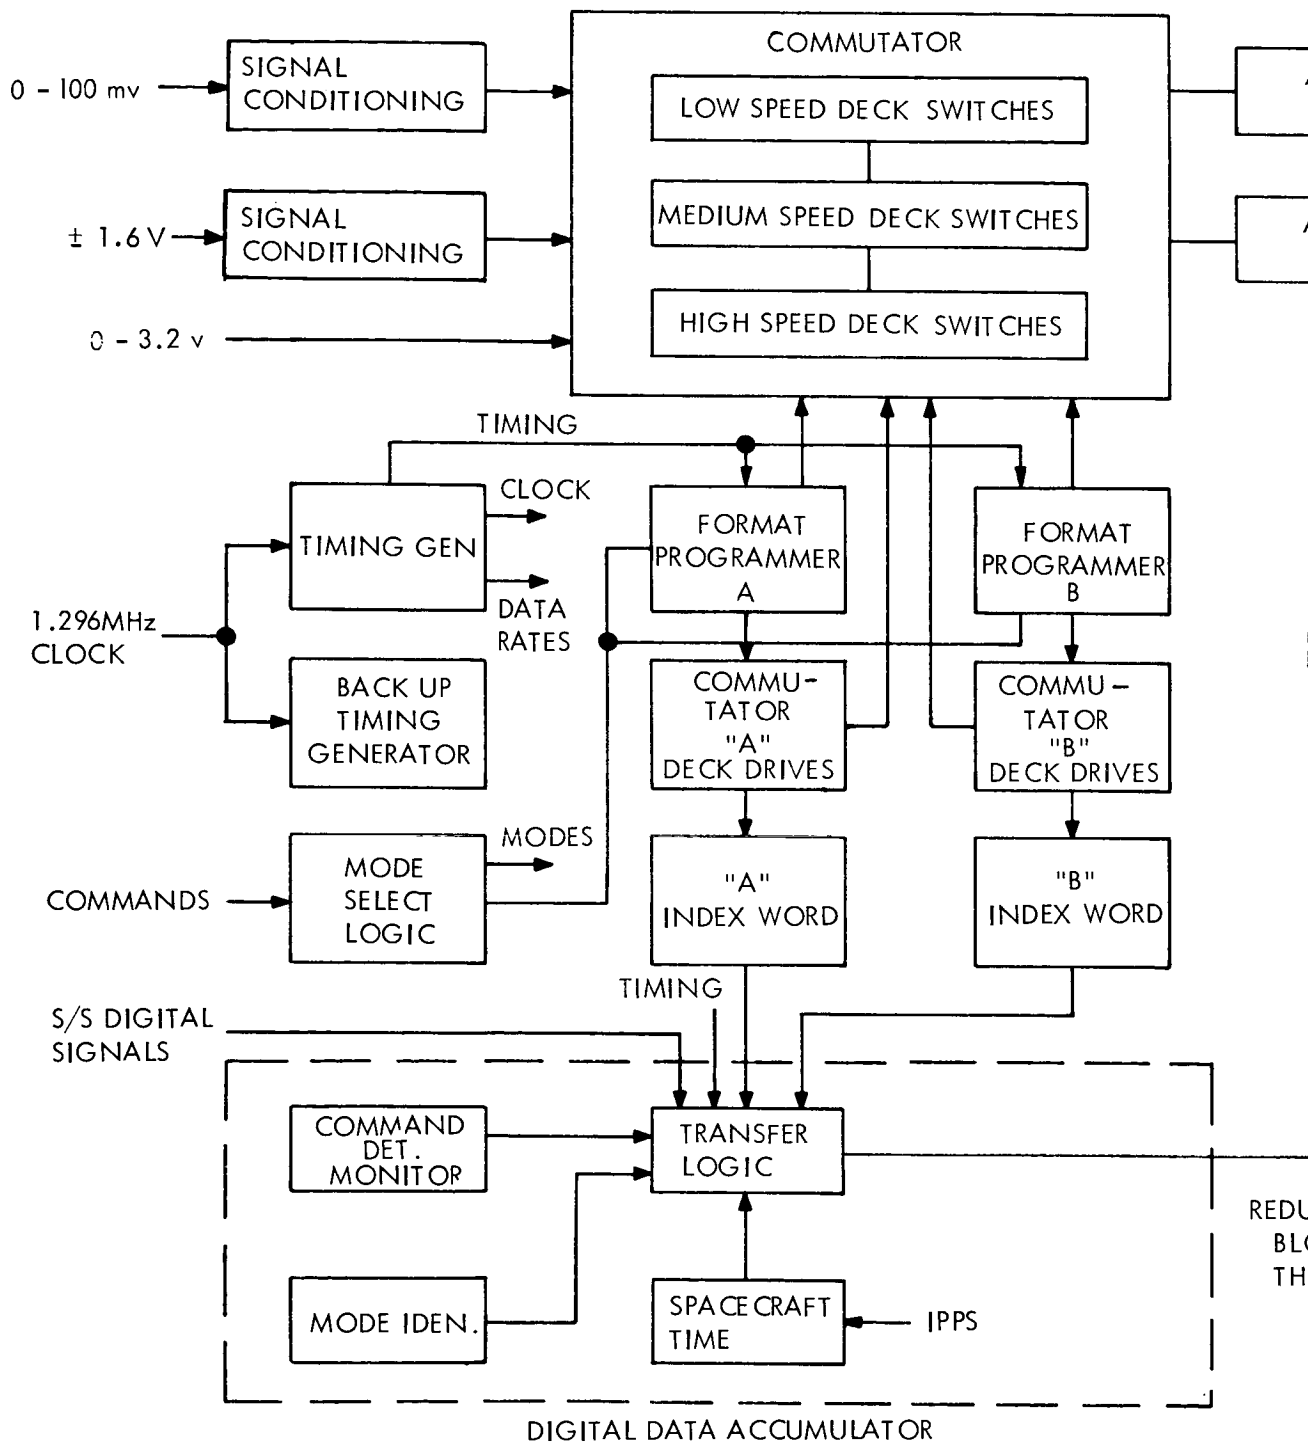 COMMUTATOR
0 - 100 mv
SIGNAL
CONDITIONING
LOW SPEED DECK SWITCHES
± 1.6 V
SIGNAL
CONDITIONING
MEDIUM SPEED DECK SWITCHES
0 - 3.2 v
HIGH SPEED DECK SWITCHES
TIMING
CLOCK
TIMING GEN
DATA
RATES
FORMAT
PROGRAMMER
A
FORMAT
PROGRAMMER
B
1.296MHz
CLOCK
BACK UP
TIMING
GENERATOR
COMMU-
TATOR
"A"
DECK DRIVES
COMMU-
TATOR
"B"
DECK DRIVES
MODES
COMMANDS
MODE
SELECT
LOGIC
"A"
INDEX WORD
"B"
INDEX WORD
TIMING
S/S DIGITAL
SIGNALS
COMMAND
DET.
MONITOR
TRANSFER
LOGIC
MODE IDEN.
SPACECRAFT
TIME
IPPS
REDU
BLO
TH
DIGITAL DATA ACCUMULATOR